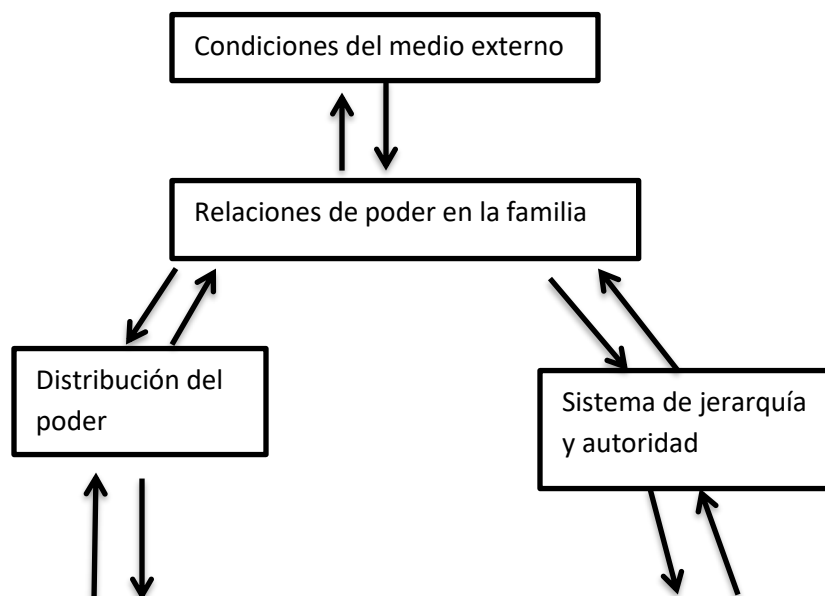 Condiciones del medio externo
Relaciones de poder en la familia
Distribución del
poder
Sistema de jerarquía
y autoridad